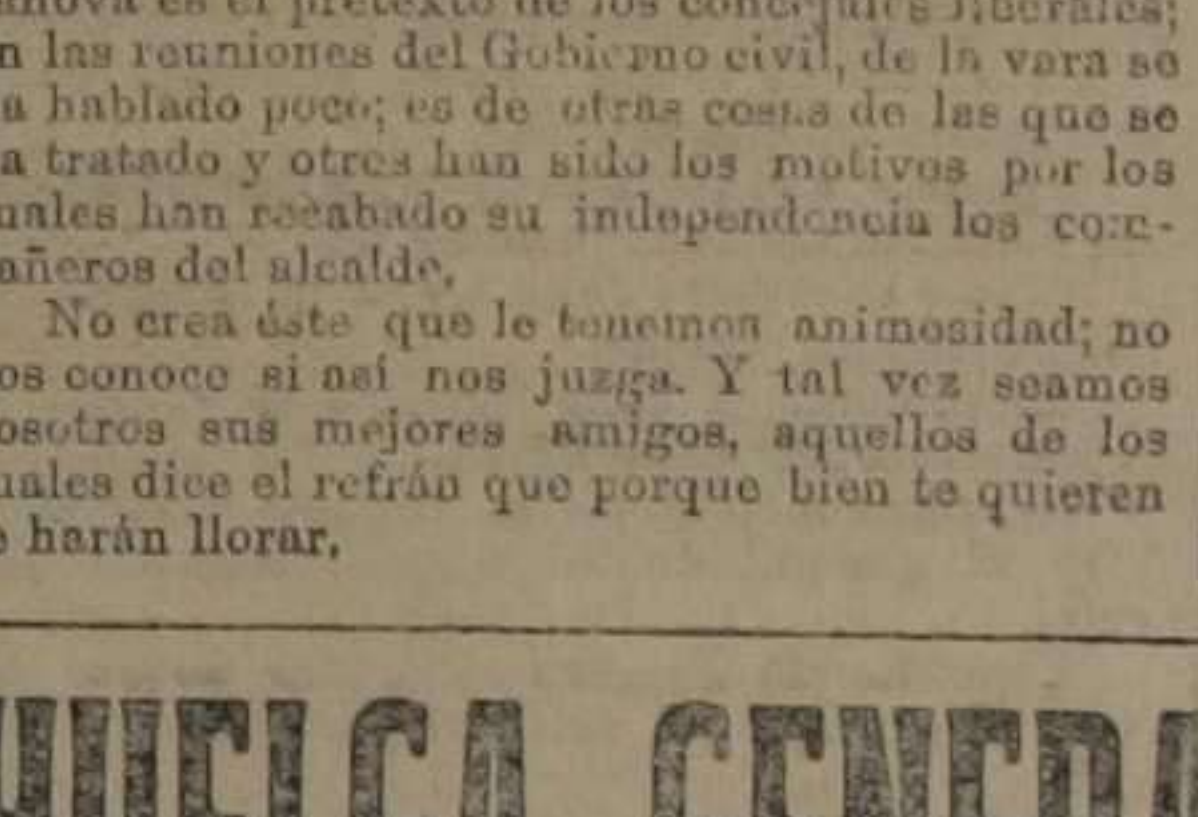 es el pretexto de los concejales liberales;
n las reuniones del Gobierno civil, de la vara se
a hablado poco; es de otras cosas de las que se
a tratado y otros han sido los motivos por los
uales han recabado su independencia los com-
añeros del alcalde.
No crea éste que le tenemos animosidad; no
os conoce si así nos juzga. Y tal vez seamos
osotros sus mejores amigos, aquellos de los
uales dice el refrán que porque bien te quieren
e harán llorar.
HUELGA GENERA